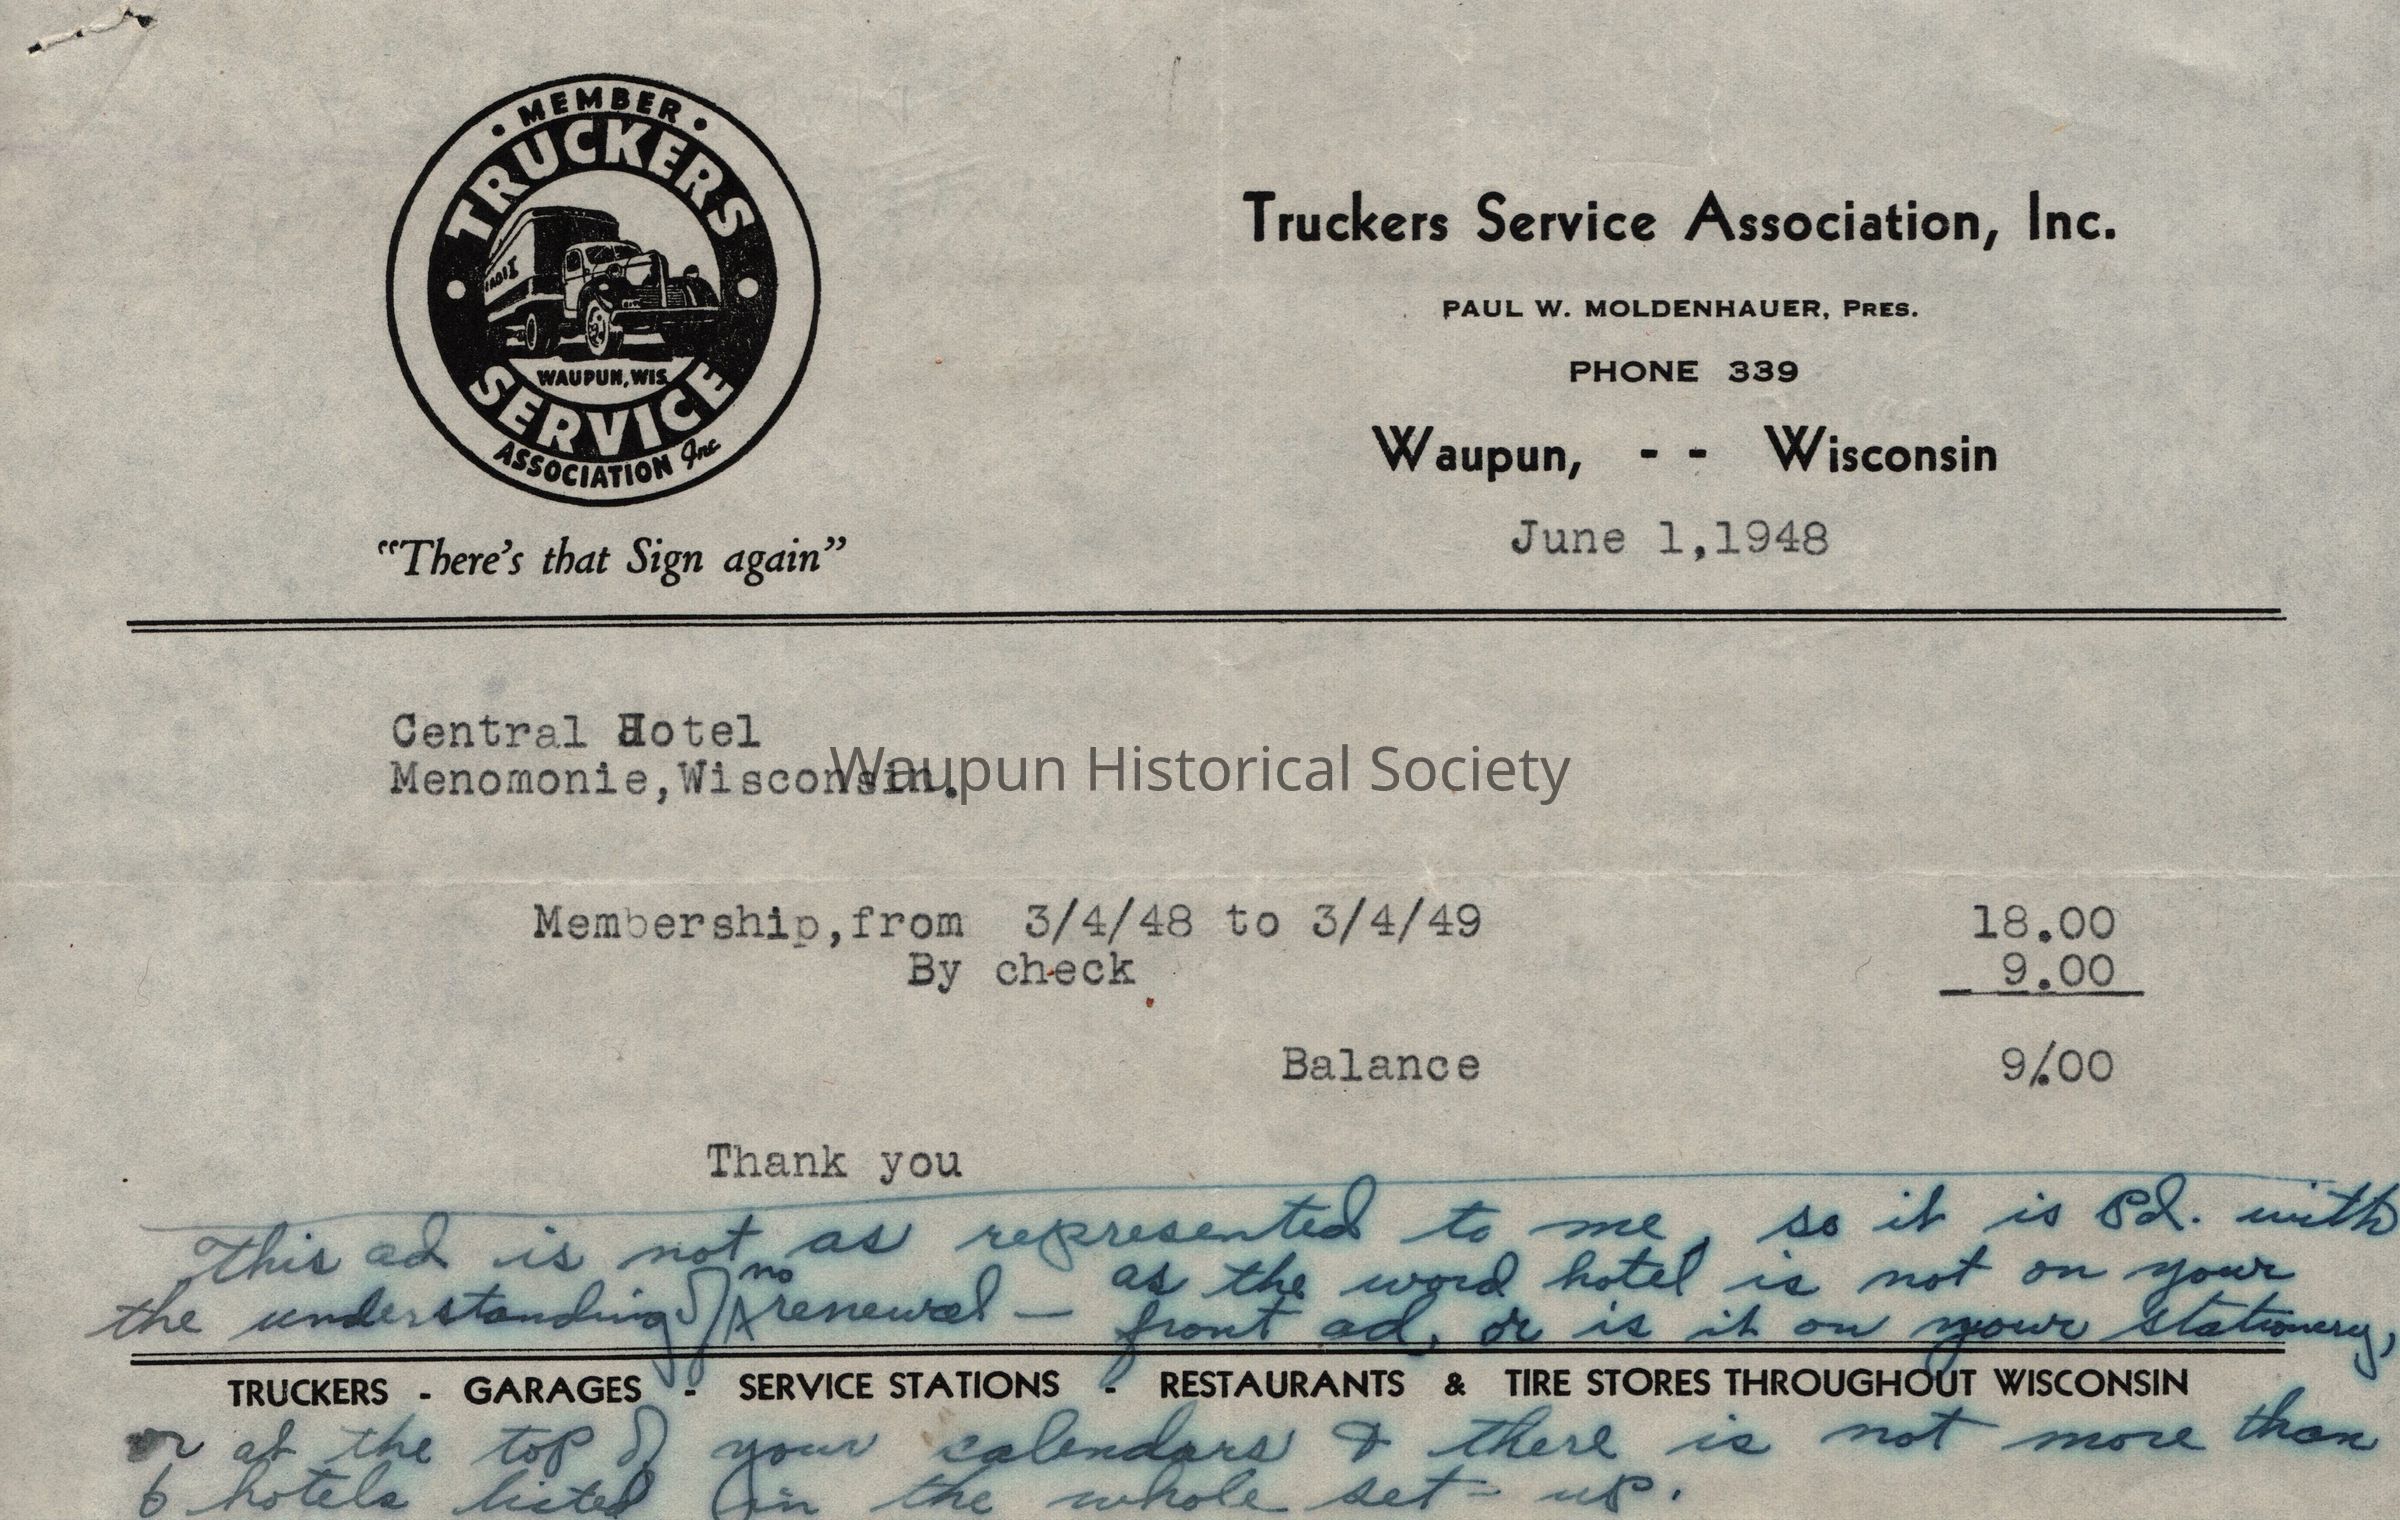 · MEMBER ·
TRUCKERS
WAUPUN, WIS.
SERVICE
ASSOCIATION Inc.
"There's that Sign again"
Truckers Service Association, Inc.
PAUL W. MOLDENHAUER, PRES.
PHONE 339
Waupun, - - Wisconsin
June 1,1948
Central Hotel
Menomonie,Wisconsin.
Waupun Historical Society
Membership,from 3/4/48 to 3/4/49 18.00
By check 9.00
Balance 9/.00
Thank you
This ad is not as represented to me, so it is Pd. with
the understanding of no renewal — as the word hotel is not on your
front ad, or is it on your stationery,
TRUCKERS - GARAGES - SERVICE STATIONS - RESTAURANTS & TIRE STORES THROUGHOUT WISCONSIN
or at the top of your calendars & there is not more than
6 hotels listed in the whole set-up.